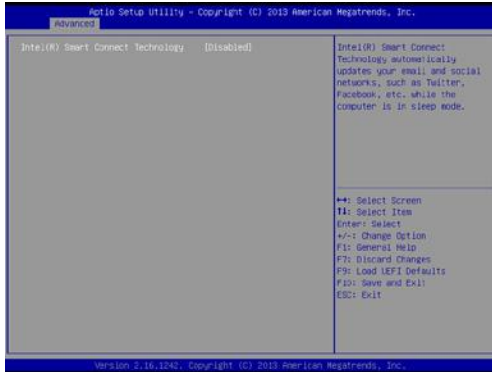 Aptio Setup Utility - Copyright (C) 2013 American Megatrends, Inc.
Advanced
Intel(R) Smart Connect Technology [Disabled]
Intel(R) Smart Connect
Technology automatically
updates your email and social
networks, such as Twitter,
Facebook, etc. while the
computer is in sleep mode.
↔: Select Screen
↑↓: Select Item
Enter: Select
+/-: Change Option
F1: General Help
F7: Discard Changes
F9: Load UEFI Defaults
F10: Save and Exit
ESC: Exit
Version 2.16.1242. Copyright (C) 2013 American Megatrends, Inc.